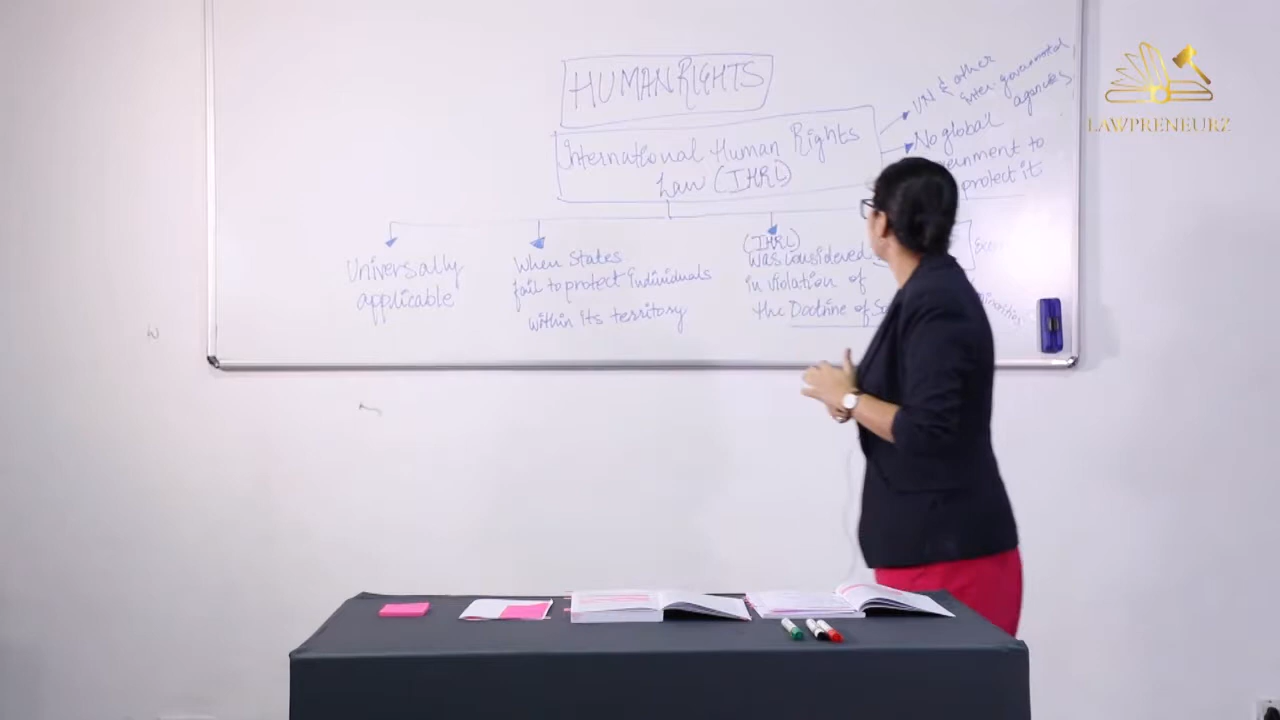 HUMAN RIGHTS
International Human Rights
Law (IHRL)
UN & other
inter-governmental
agencies
No global
to
protect it
Universally
applicable
When States
fail to protect individuals
within its territory
(IHRL)
was considered
in violation of
the Doctrine of
LAWPRENEURZ